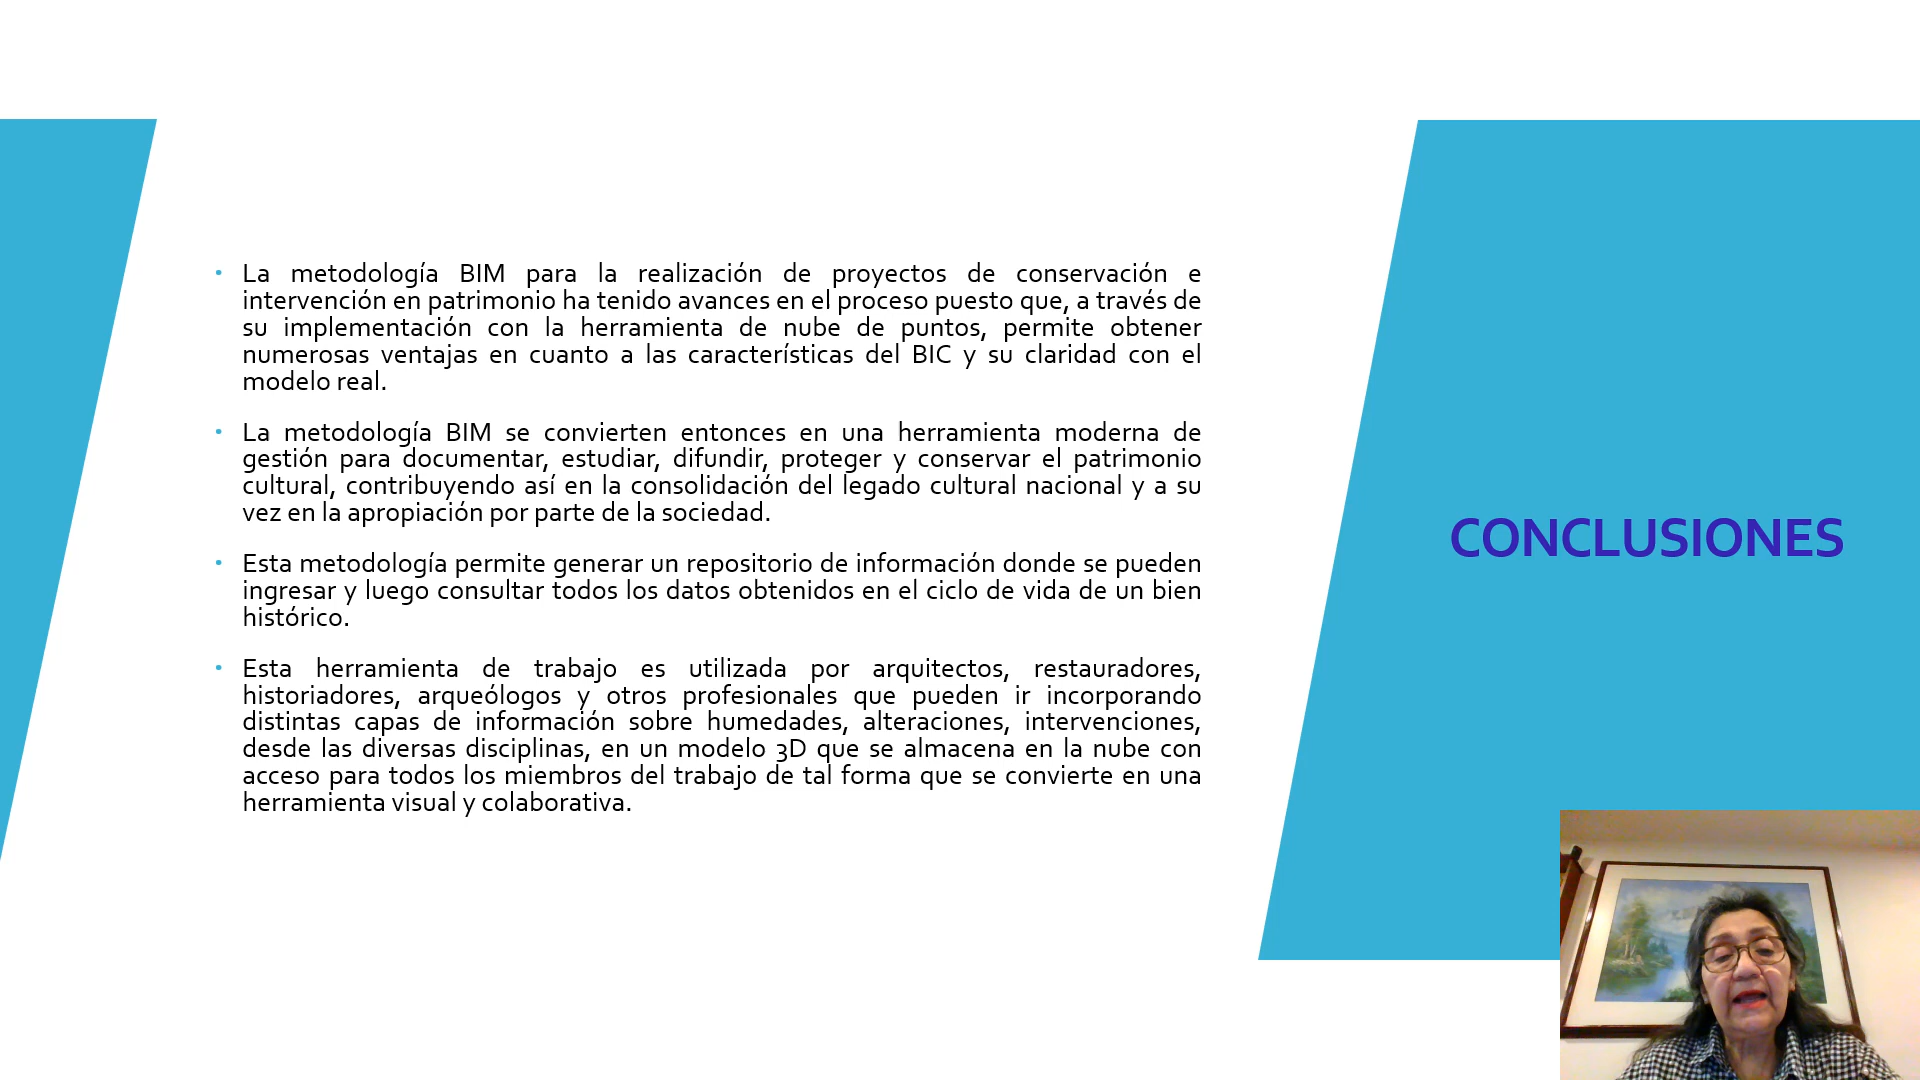 La metodología BIM para la realización de proyectos de conservación e
intervención en patrimonio ha tenido avances en el proceso puesto que, a través de
su implementación con la herramienta de nube de puntos, permite obtener
numerosas ventajas en cuanto a las características del BIC y su claridad con el
modelo real.
La metodología BIM se convierten entonces en una herramienta moderna de
gestión para documentar, estudiar, difundir, proteger y conservar el patrimonio
cultural, contribuyendo así en la consolidación del legado cultural nacional y a su
vez en la apropiación por parte de la sociedad.
Esta metodología permite generar un repositorio de información donde se pueden
ingresar y luego consultar todos los datos obtenidos en el ciclo de vida de un bien
histórico.
Esta herramienta de trabajo es utilizada por arquitectos, restauradores,
historiadores, arqueólogos y otros profesionales que pueden ir incorporando
distintas capas de información sobre humedades, alteraciones, intervenciones,
desde las diversas disciplinas, en un modelo 3D que se almacena en la nube con
acceso para todos los miembros del trabajo de tal forma que se convierte en una
herramienta visual y colaborativa.
CONCLUSIONES